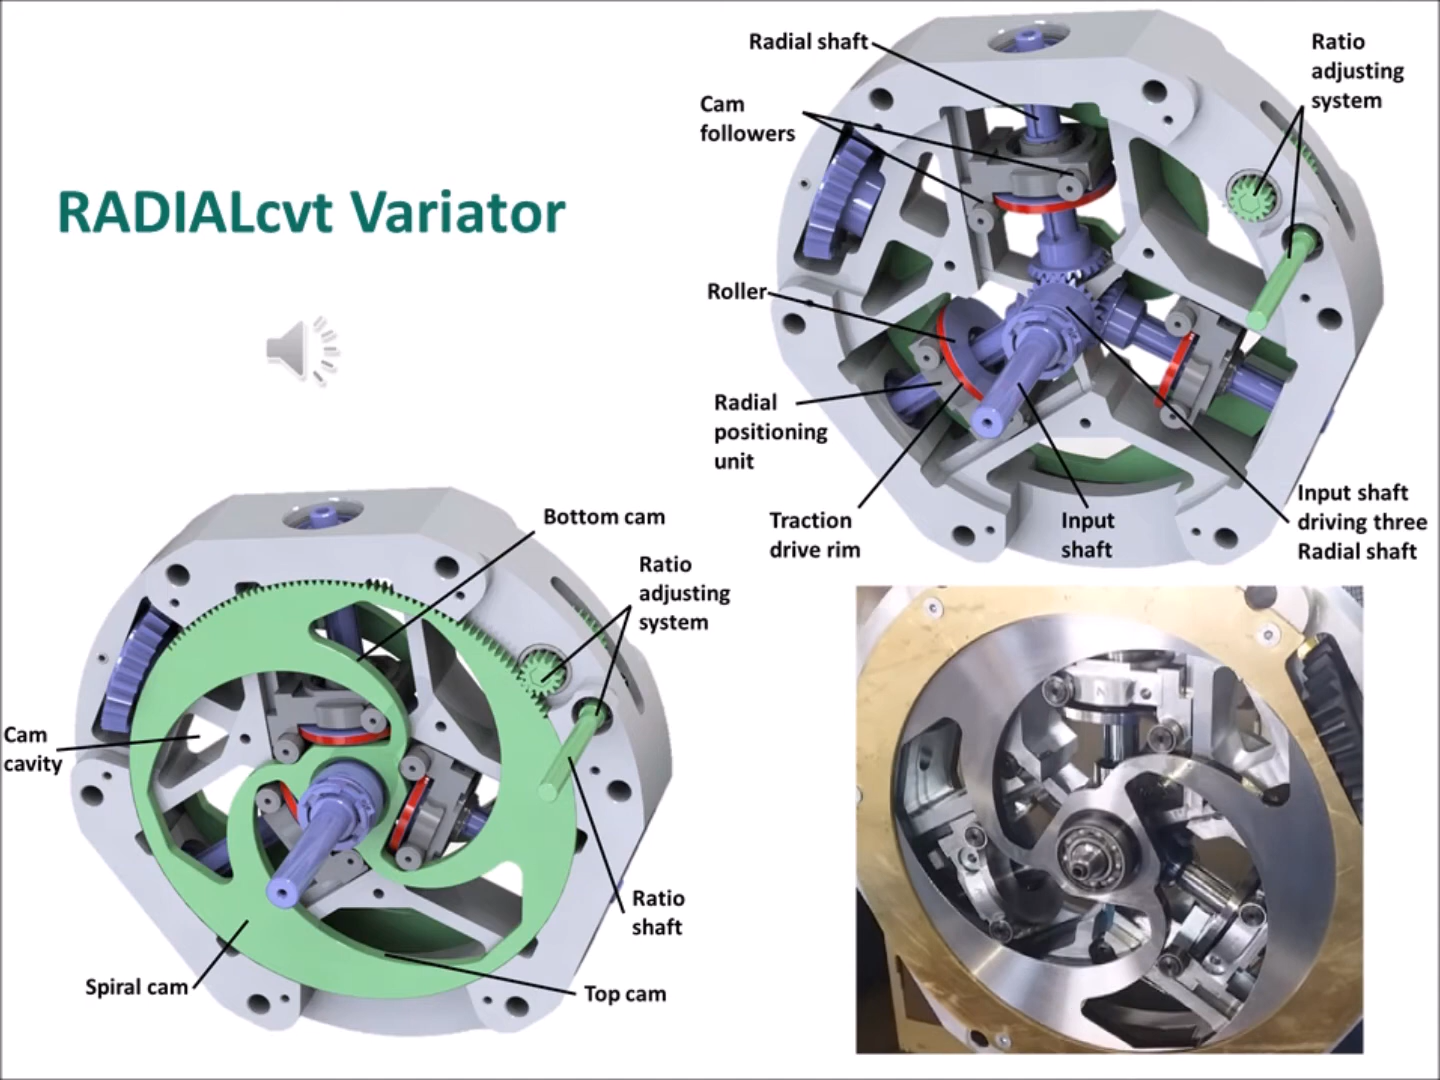 RADIALcvt Variator
Radial shaft
Cam
followers
Ratio
adjusting
system
Roller
Radial
positioning
unit
Traction
drive rim
Input
shaft
Input shaft
driving three
Radial shaft
Bottom cam
Ratio
adjusting
system
Cam
cavity
Ratio
shaft
Spiral cam
Top cam